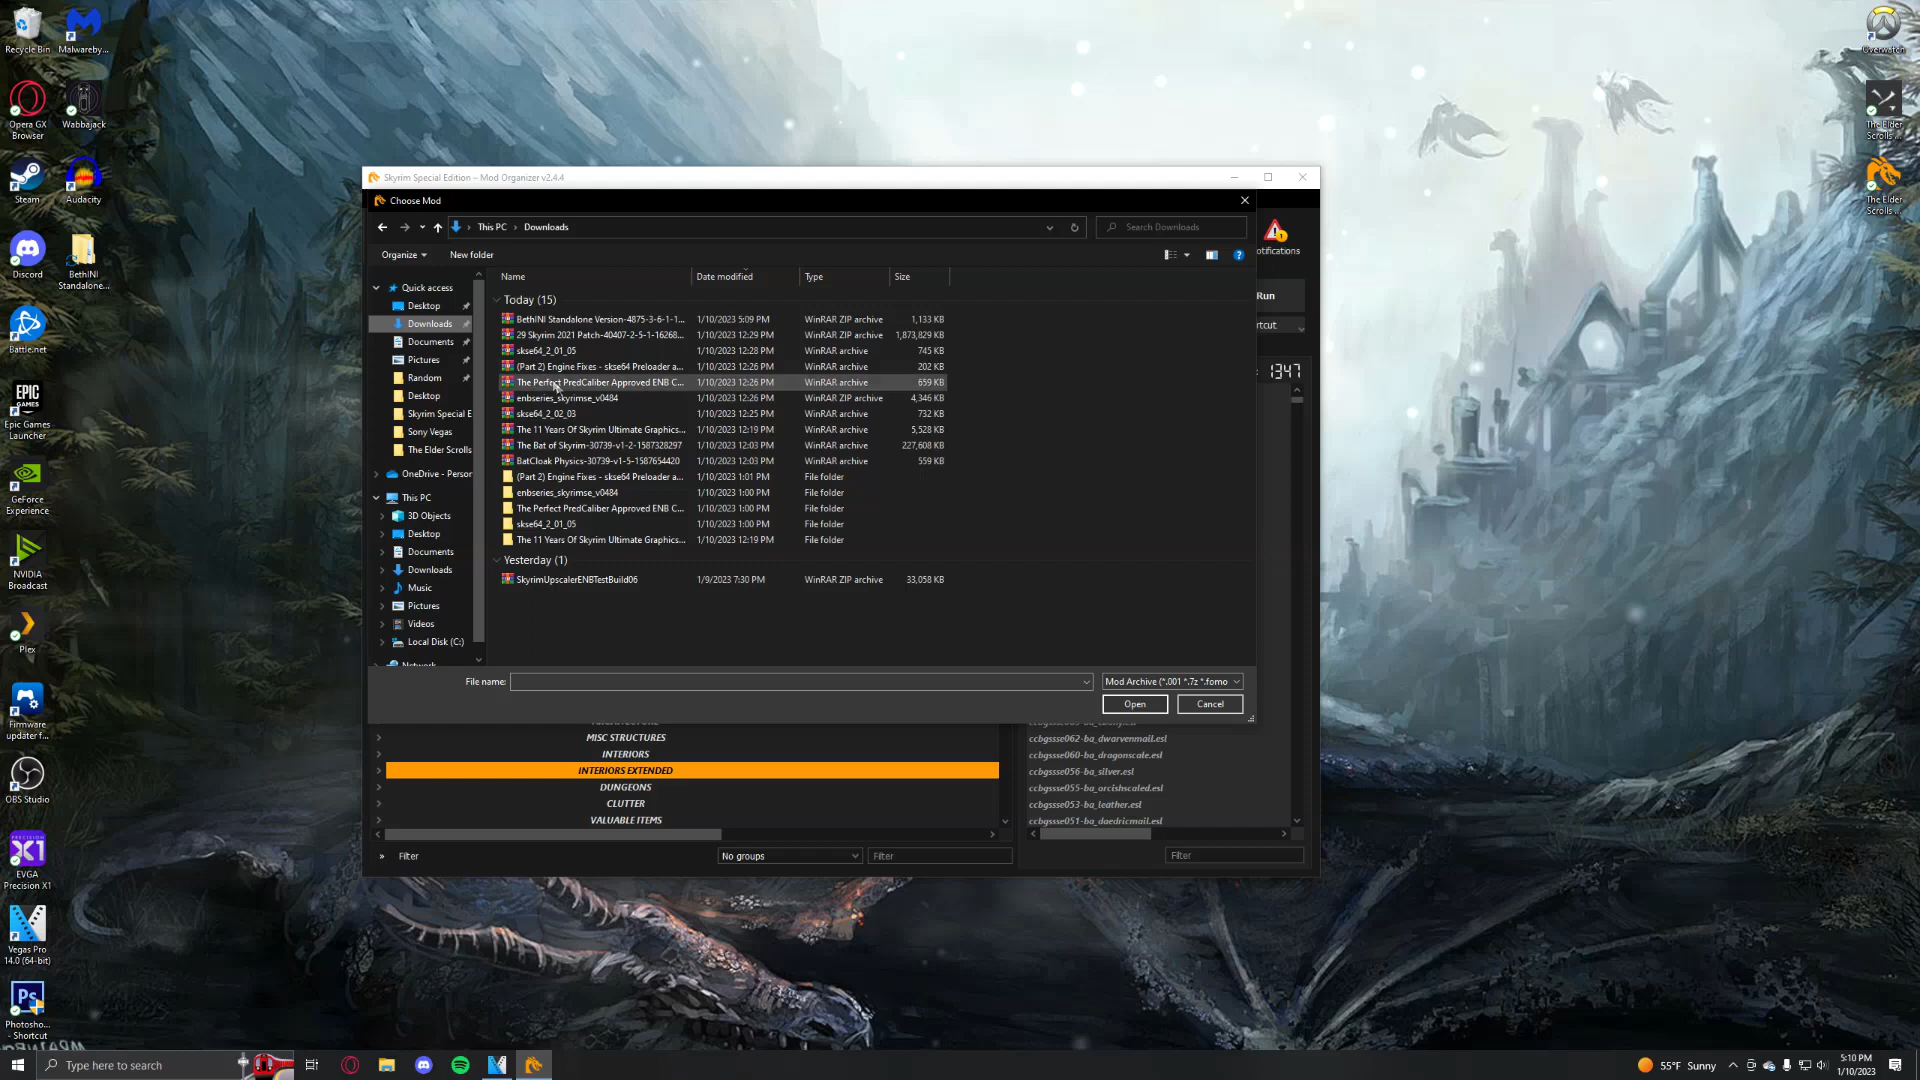 Recycle Bin
Malwareby...
Opera GX
Browser
Wabbajack
Steam
Audacity
Discord
BethINI
Standalone...
Battle.net
EPIC
GAMES
Epic Games
Launcher
GeForce
Experience
NVIDIA
Broadcast
Plex
Firmware
updater f...
OBS Studio
PRECISION
X1
EVGA
Precision X1
Vegas Pro
14.0 (64-bit)
Ps
Photosho...
- Shortcut
Overwatch
The Elder
Scrolls ...
The Elder
Scrolls ...
Skyrim Special Edition – Mod Organizer v2.4.4
Choose Mod
This PC › Downloads
Search Downloads
Organize
New folder
otifications
Run
rtcut
: 1347
Quick access
Desktop
Downloads
Documents
Pictures
Random
Desktop
Skyrim Special E
Sony Vegas
The Elder Scrolls
OneDrive - Person
This PC
3D Objects
Desktop
Documents
Downloads
Music
Pictures
Videos
Local Disk (C:)
Network
Name Date modified Type Size
Today (15)
BethINI Standalone Version-4875-3-6-1-1... 1/10/2023 5:09 PM WinRAR ZIP archive 1,133 KB
29 Skyrim 2021 Patch-40407-2-5-1-16268... 1/10/2023 12:29 PM WinRAR ZIP archive 1,873,829 KB
skse64_2_01_05 1/10/2023 12:28 PM WinRAR archive 745 KB
(Part 2) Engine Fixes - skse64 Preloader a... 1/10/2023 12:26 PM WinRAR archive 202 KB
The Perfect PredCaliber Approved ENB C... 1/10/2023 12:26 PM WinRAR archive 659 KB
enbseries_skyrimse_v0484 1/10/2023 12:26 PM WinRAR ZIP archive 4,346 KB
skse64_2_02_03 1/10/2023 12:25 PM WinRAR archive 732 KB
The 11 Years Of Skyrim Ultimate Graphics... 1/10/2023 12:19 PM WinRAR archive 5,528 KB
The Bat of Skyrim-30739-v1-2-1587328297 1/10/2023 12:03 PM WinRAR archive 227,608 KB
BatCloak Physics-30739-v1-5-1587654420 1/10/2023 12:03 PM WinRAR archive 559 KB
(Part 2) Engine Fixes - skse64 Preloader a... 1/10/2023 1:01 PM File folder
enbseries_skyrimse_v0484 1/10/2023 1:00 PM File folder
The Perfect PredCaliber Approved ENB C... 1/10/2023 1:00 PM File folder
skse64_2_01_05 1/10/2023 1:00 PM File folder
The 11 Years Of Skyrim Ultimate Graphics... 1/10/2023 12:19 PM File folder
Yesterday (1)
SkyrimUpscalerENBTestBuild06 1/9/2023 7:30 PM WinRAR ZIP archive 33,058 KB
File name:
Mod Archive (*.001 *.7z *.fomo
Open
Cancel
MISC STRUCTURES
INTERIORS
INTERIORS EXTENDED
DUNGEONS
CLUTTER
VALUABLE ITEMS
ccbgssse062-ba_dwarvenmail.esl
ccbgssse060-ba_dragonscale.esl
ccbgssse056-ba_silver.esl
ccbgssse055-ba_orcishscaled.esl
ccbgssse053-ba_leather.esl
ccbgssse051-ba_daedricmail.esl
» Filter
No groups
Filter
Filter
Type here to search
55°F Sunny
5:10 PM
1/10/2023